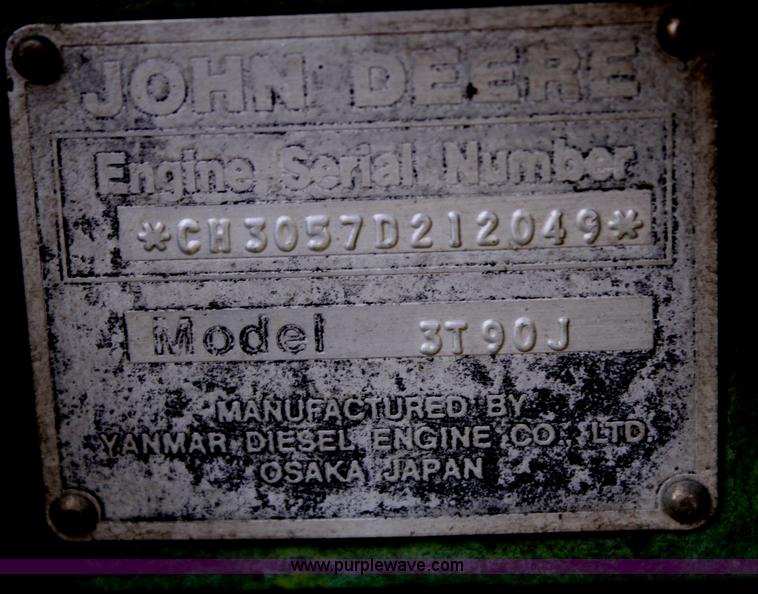 JOHN DEERE
Engine Serial Number
*CH3057D212049*
Model 3T90J
MANUFACTURED BY
YANMAR DIESEL ENGINE CO., LTD.
OSAKA JAPAN
www.purplewave.com